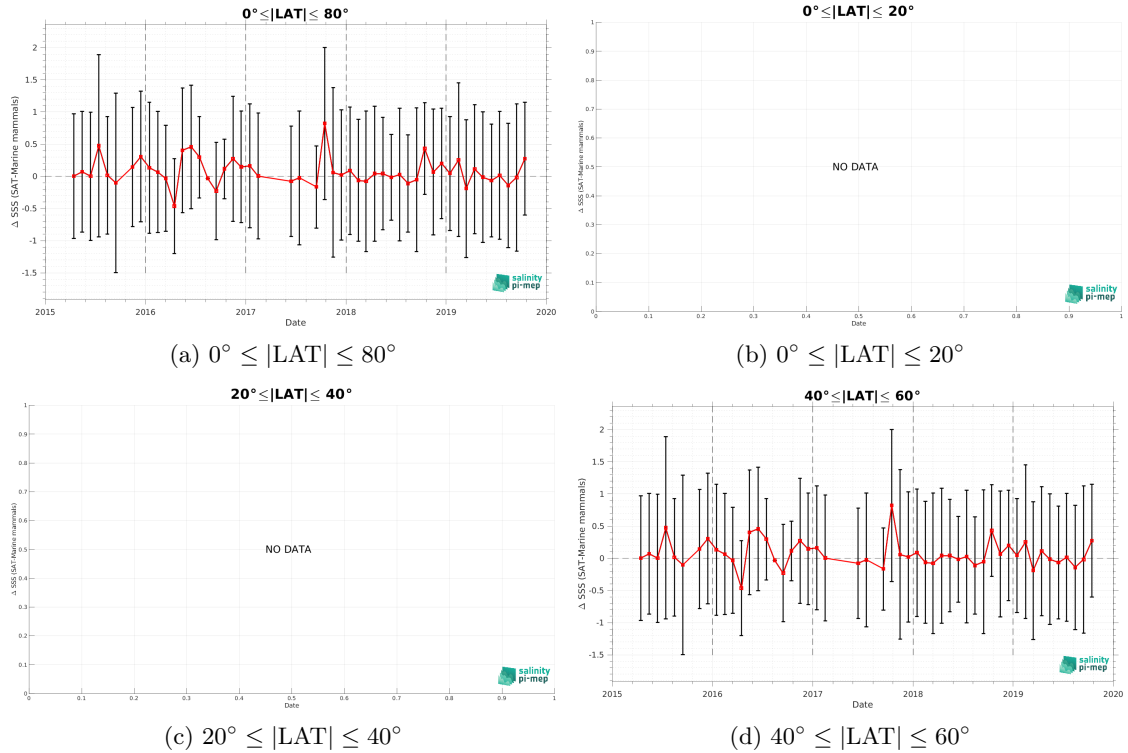 0°≤|LAT|≤ 80°
2
1.5
1
0.5
0
-0.5
-1
-1.5
Δ SSS (SAT-Marine mammals)
2015 2016 2017 2018 2019 2020
Date
salinity
pi-mep
(a) 0° ≤ |LAT| ≤ 80°
0°≤|LAT|≤ 20°
1
0.9
0.8
0.7
0.6
0.5
0.4
0.3
0.2
0.1
0
Δ SSS (SAT-Marine mammals)
NO DATA
0 0.1 0.2 0.3 0.4 0.5 0.6 0.7 0.8 0.9 1
Date
salinity
pi-mep
(b) 0° ≤ |LAT| ≤ 20°
20°≤|LAT|≤ 40°
1
0.9
0.8
0.7
0.6
0.5
0.4
0.3
0.2
0.1
0
Δ SSS (SAT-Marine mammals)
NO DATA
0 0.1 0.2 0.3 0.4 0.5 0.6 0.7 0.8 0.9 1
Date
salinity
pi-mep
(c) 20° ≤ |LAT| ≤ 40°
40°≤|LAT|≤ 60°
2
1.5
1
0.5
0
-0.5
-1
-1.5
Δ SSS (SAT-Marine mammals)
2015 2016 2017 2018 2019 2020
Date
salinity
pi-mep
(d) 40° ≤ |LAT| ≤ 60°